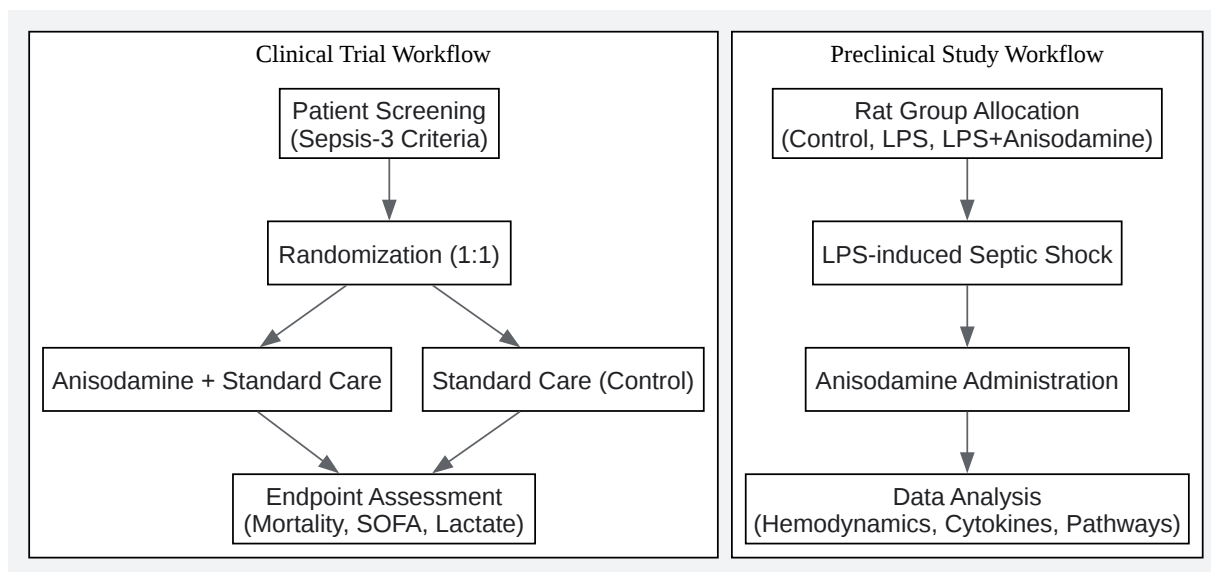 Clinical Trial Workflow
Patient Screening
(Sepsis-3 Criteria)
Randomization (1:1)
Anisodamine + Standard Care
Standard Care (Control)
Endpoint Assessment
(Mortality, SOFA, Lactate)
Preclinical Study Workflow
Rat Group Allocation
(Control, LPS, LPS+Anisodamine)
LPS-induced Septic Shock
Anisodamine Administration
Data Analysis
(Hemodynamics, Cytokines, Pathways)